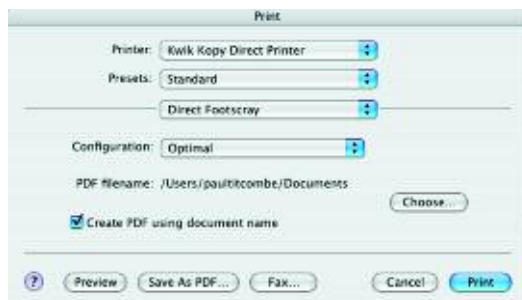 Print
Printer: Kwik Kopy Direct Printer
Presets: Standard
Direct Footscray
Configuration: Optimal
PDF filename: /Users/paultitcombe/Documents
Choose...
Create PDF using document name
? Preview Save As PDF... Fax... Cancel Print